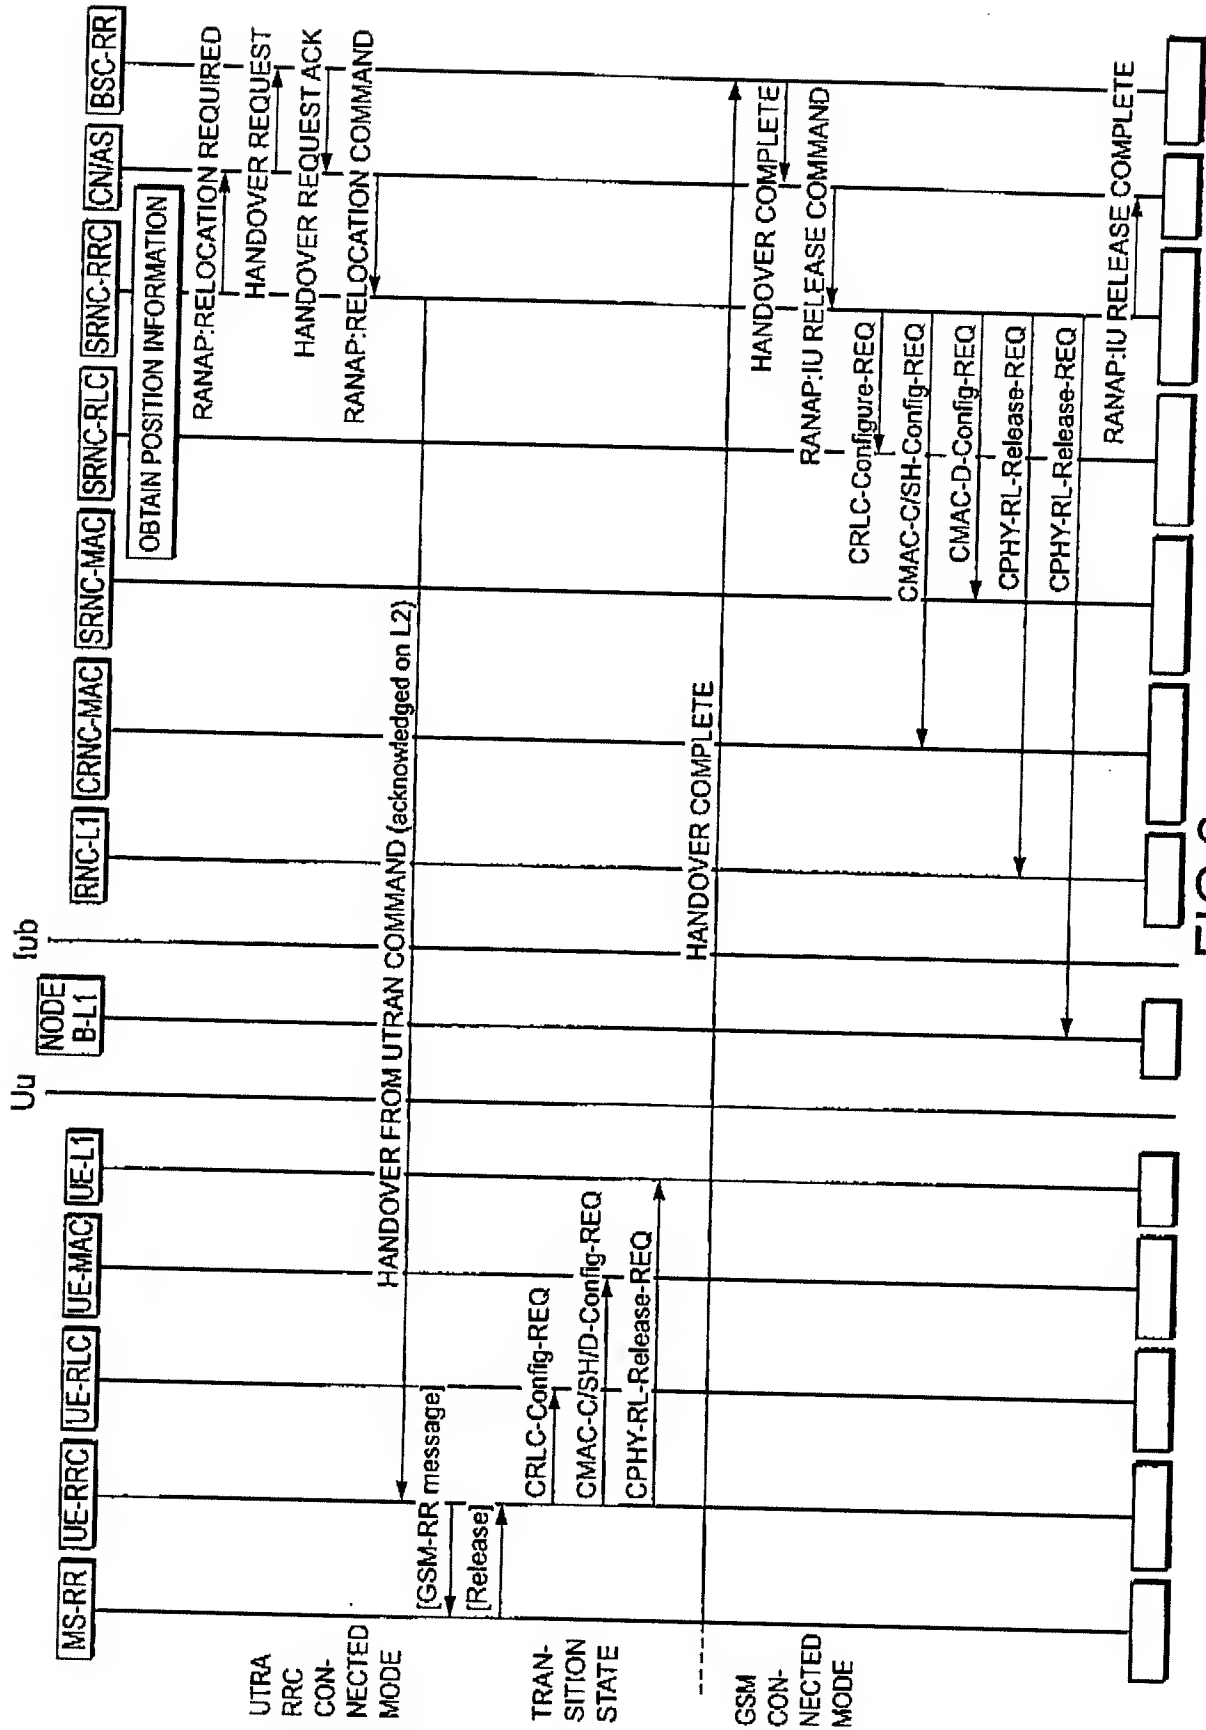 Uu
Iub
MS-RR
UE-RRC
UE-RLC
UE-MAC
UE-L1
NODE
B-L1
RNC-L1
CRNC-MAC
SRNC-MAC
SRNC-RLC
SRNC-RRC
CN/AS
BSC-RR
OBTAIN POSITION INFORMATION
RANAP:RELOCATION REQUIRED
UTRA
RRC
CON-
NECTED
MODE
HANDOVER REQUEST
HANDOVER REQUEST ACK
RANAP:RELOCATION COMMAND
HANDOVER FROM UTRAN COMMAND (acknowledged on L2)
[GSM-RR message]
[Release]
TRAN-
SITION
STATE
CRLC-Config-REQ
CMAC-C/SH/D-Config-REQ
CPHY-RL-Release-REQ
HANDOVER COMPLETE
GSM
CON-
NECTED
MODE
HANDOVER COMPLETE
RANAP:IU RELEASE COMMAND
CRLC-Configure-REQ
CMAC-C/SH-Config-REQ
CMAC-D-Config-REQ
CPHY-RL-Release-REQ
CPHY-RL-Release-REQ
RANAP:IU RELEASE COMPLETE